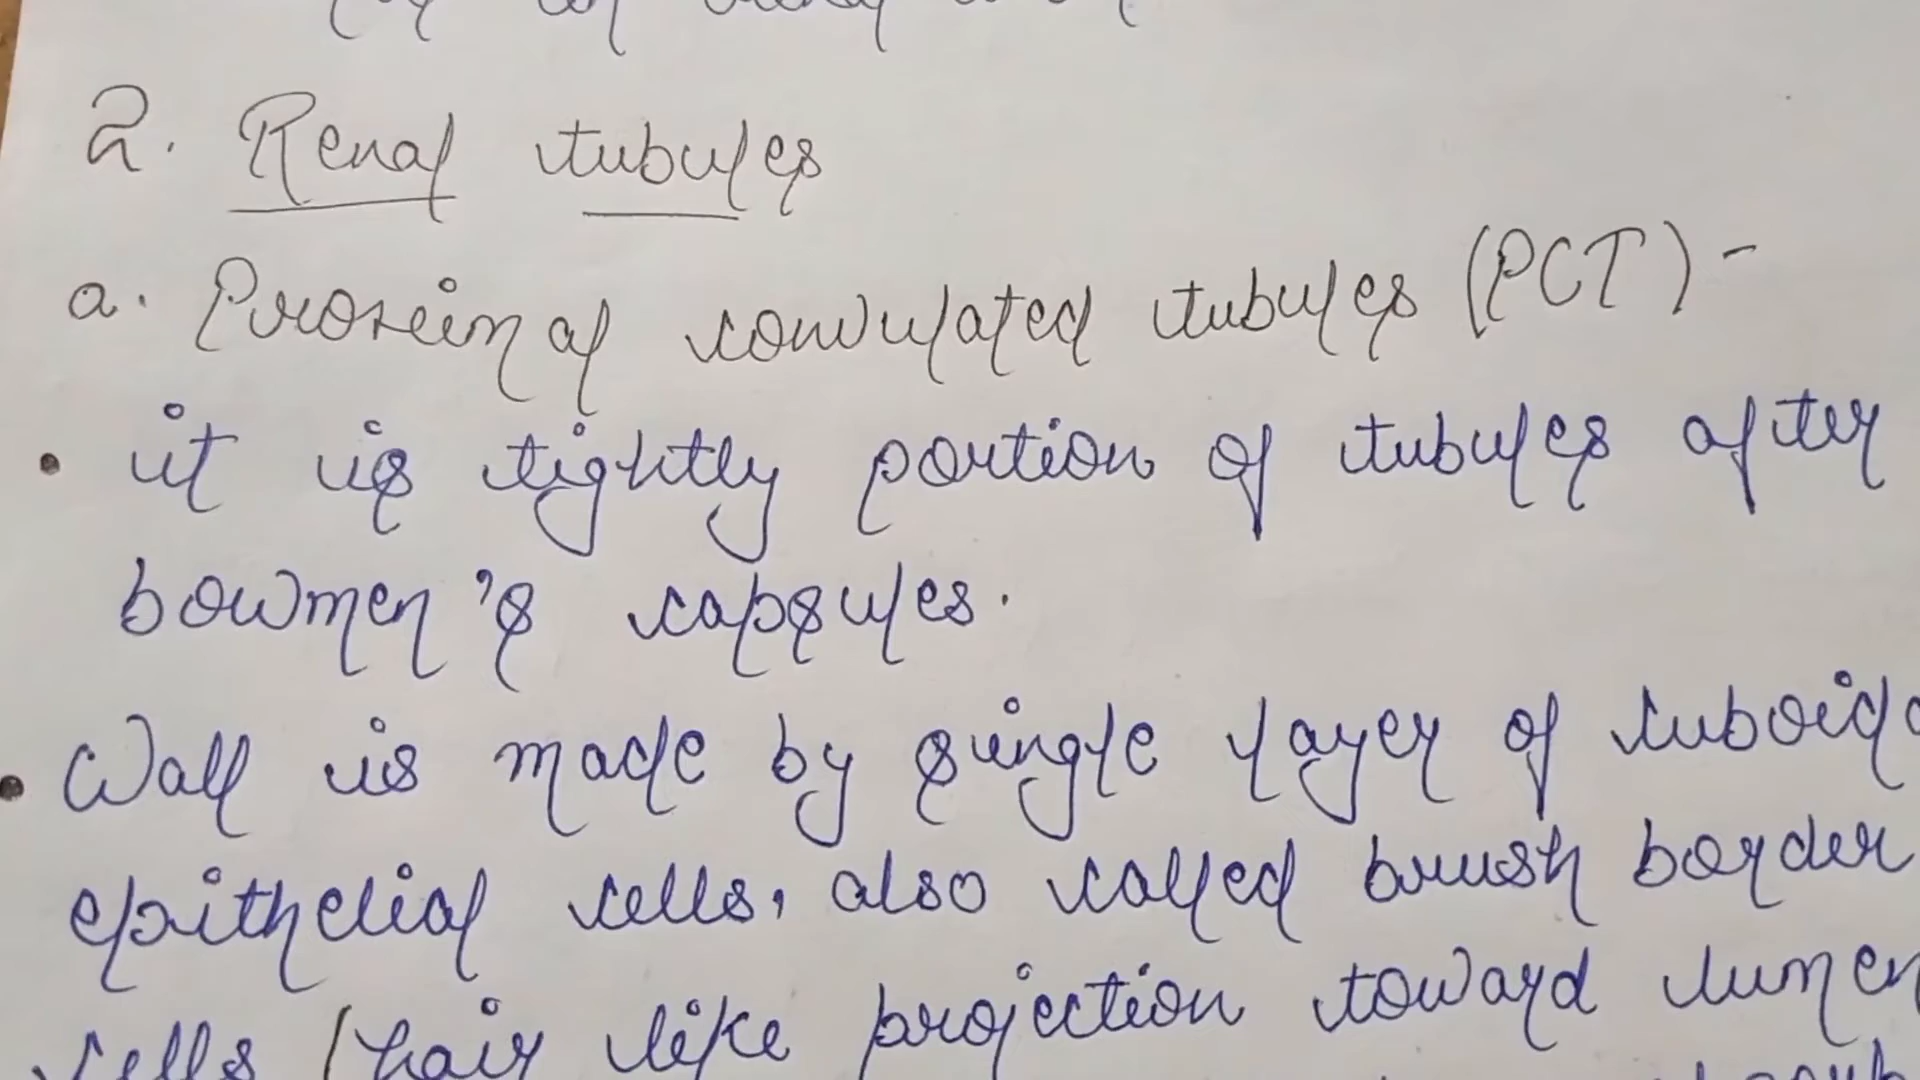 2. Renal tubules
a. Proximal convulated tubules (PCT) -
• it is tightly portion of tubules after
bowmen's capsules.
• Wall is made by single layer of cuboid
epithelial cells, also called brush border
cells (hair like projection toward lumen